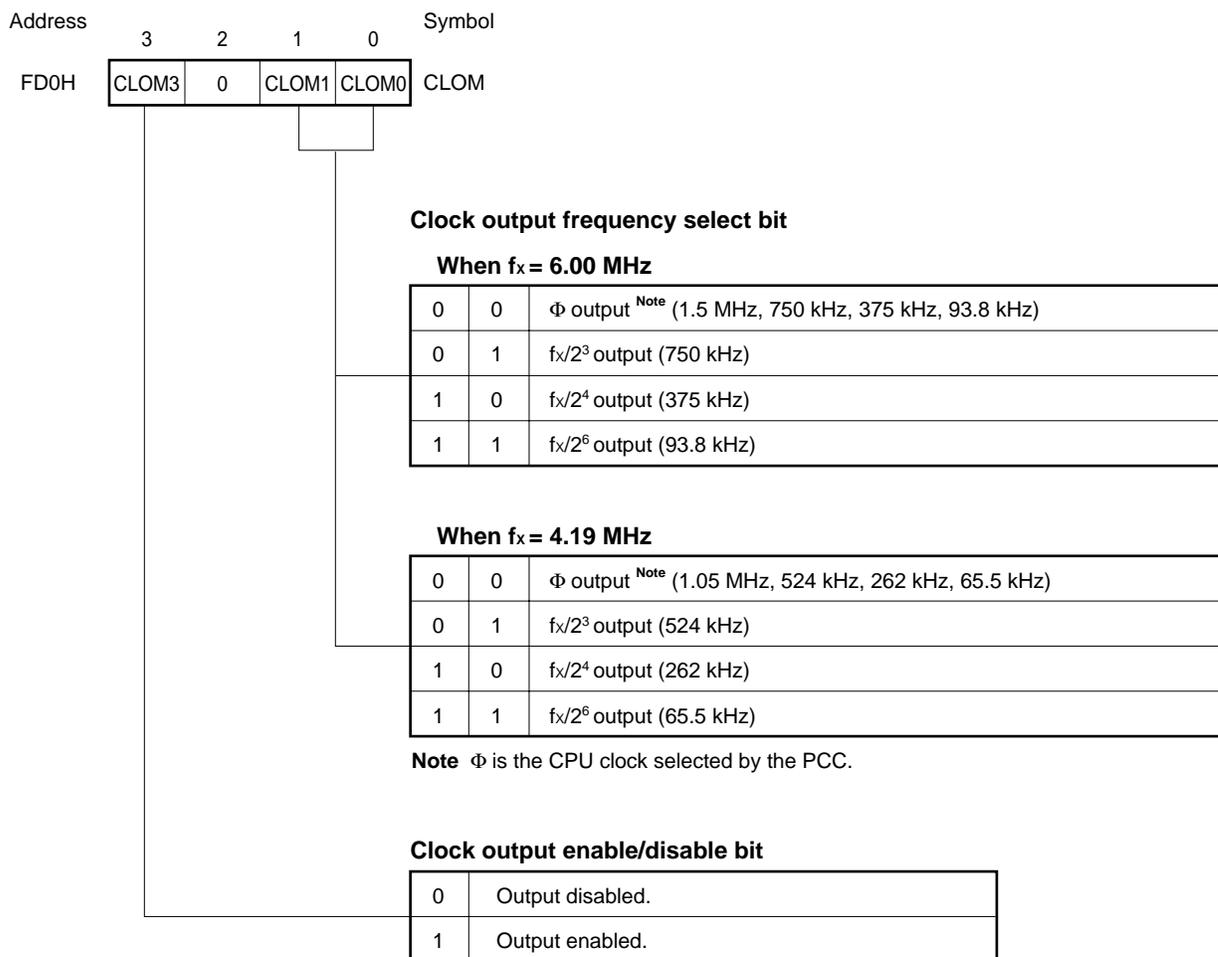 Address 3 2 1 0 Symbol
FD0H CLOM3 0 CLOM1 CLOM0 CLOM
Clock output frequency select bit
When fx = 6.00 MHz
0 0 Φ output Note (1.5 MHz, 750 kHz, 375 kHz, 93.8 kHz)
0 1 fx/2³ output (750 kHz)
1 0 fx/2⁴ output (375 kHz)
1 1 fx/2⁶ output (93.8 kHz)
When fx = 4.19 MHz
0 0 Φ output Note (1.05 MHz, 524 kHz, 262 kHz, 65.5 kHz)
0 1 fx/2³ output (524 kHz)
1 0 fx/2⁴ output (262 kHz)
1 1 fx/2⁶ output (65.5 kHz)
Note Φ is the CPU clock selected by the PCC.
Clock output enable/disable bit
0 Output disabled.
1 Output enabled.